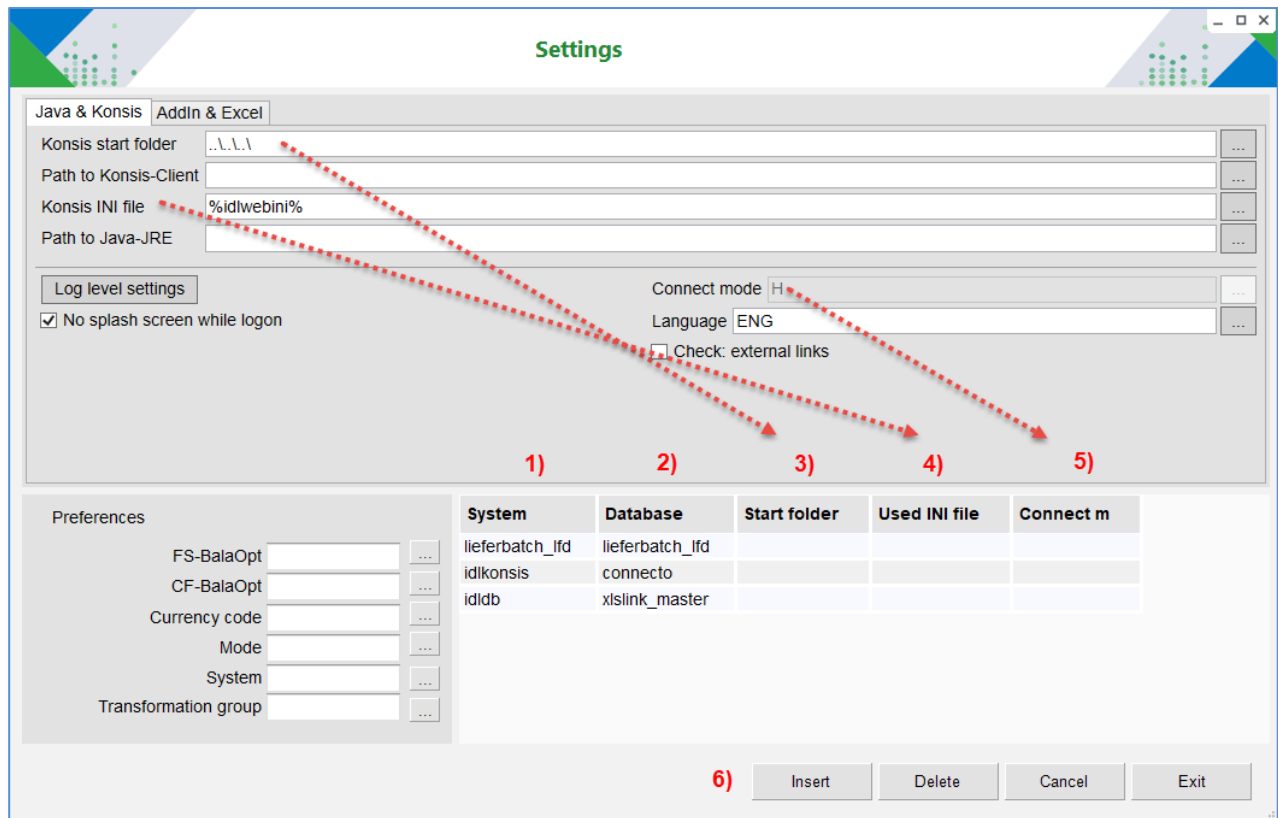 Settings
Java & Konsis AddIn & Excel
Konsis start folder ..\..\..\ ...
Path to Konsis-Client ...
Konsis INI file %idlwebini% ...
Path to Java-JRE ...
Log level settings Connect mode H ...
No splash screen while logon Language ENG ...
Check: external links
1) 2) 3) 4) 5)
Preferences
FS-BalaOpt ...
CF-BalaOpt ...
Currency code ...
Mode ...
System ...
Transformation group ...
System Database Start folder Used INI file Connect m
lieferbatch_lfd lieferbatch_lfd
idlkonsis connecto
idldb xlslink_master
6) Insert Delete Cancel Exit